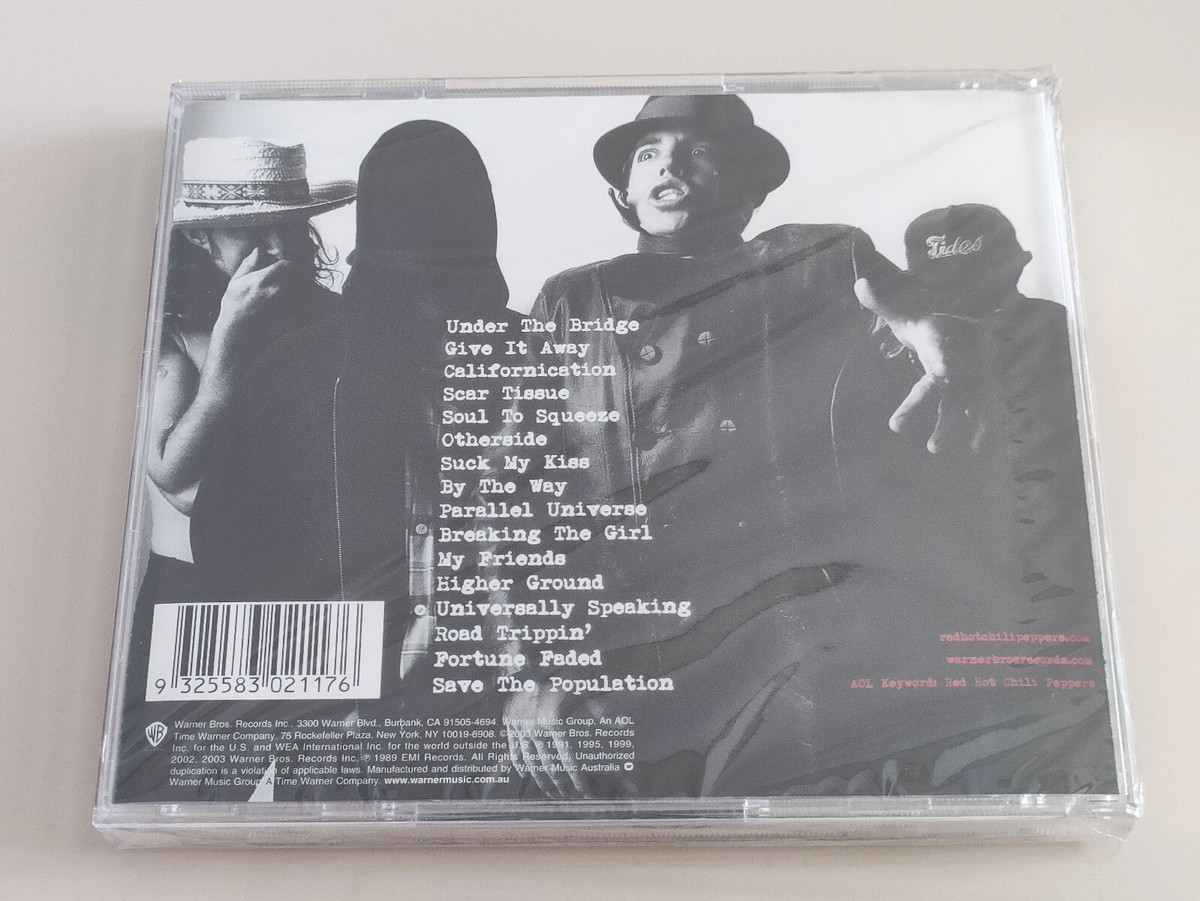 Tides
Under The Bridge
Give It Away
Californication
Scar Tissue
Soul To Squeeze
Otherside
Suck My Kiss
By The Way
Parallel Universe
Breaking The Girl
My Friends
Higher Ground
Universally Speaking
Road Trippin'
Fortune Faded
Save The Population
redhotchilipeppers.com
warnerbrosrecords.com
AOL Keyword: Red Hot Chili Peppers
9 325583 021176
WB
Warner Bros. Records Inc., 3300 Warner Blvd., Burbank, CA 91505-4694. Warner Music Group, An AOL
Time Warner Company, 75 Rockefeller Plaza, New York, NY 10019-6908. © 2003 Warner Bros. Records
Inc. for the U.S. and WEA International Inc. for the world outside the U.S. ℗ 1991, 1995, 1999,
2002, 2003 Warner Bros. Records Inc. ℗ 1989 EMI Records. All Rights Reserved. Unauthorized
duplication is a violation of applicable laws. Manufactured and distributed by Warner Music Australia
Warner Music Group A Time Warner Company. www.warnermusic.com.au